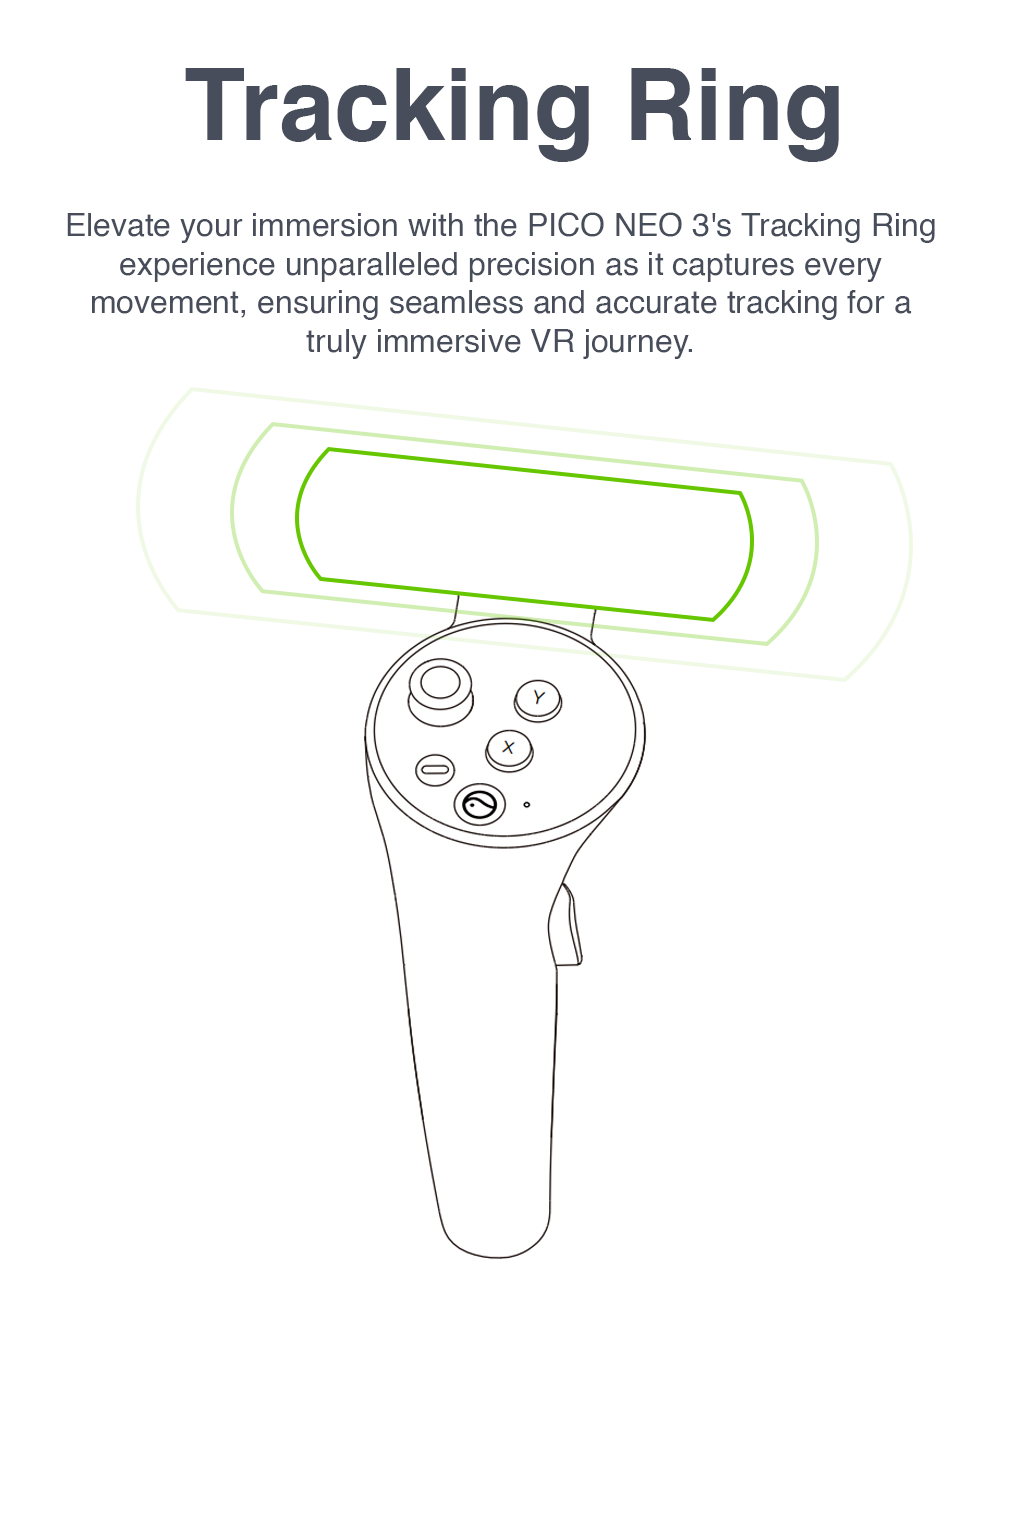 Tracking Ring
Elevate your immersion with the PICO NEO 3's Tracking Ring
experience unparalleled precision as it captures every
movement, ensuring seamless and accurate tracking for a
truly immersive VR journey.
Y
X